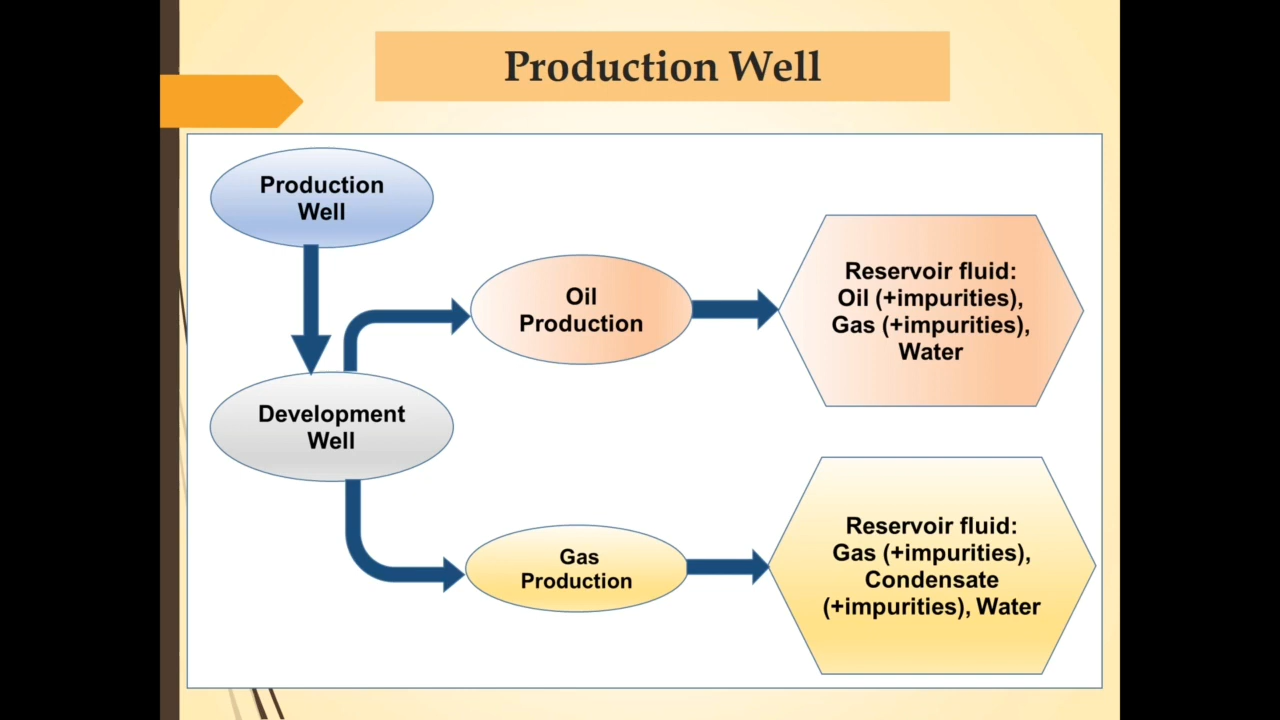 Production Well
Production
Well
Oil
Production
Reservoir fluid:
Oil (+impurities),
Gas (+impurities),
Water
Development
Well
Gas
Production
Reservoir fluid:
Gas (+impurities),
Condensate
(+impurities), Water